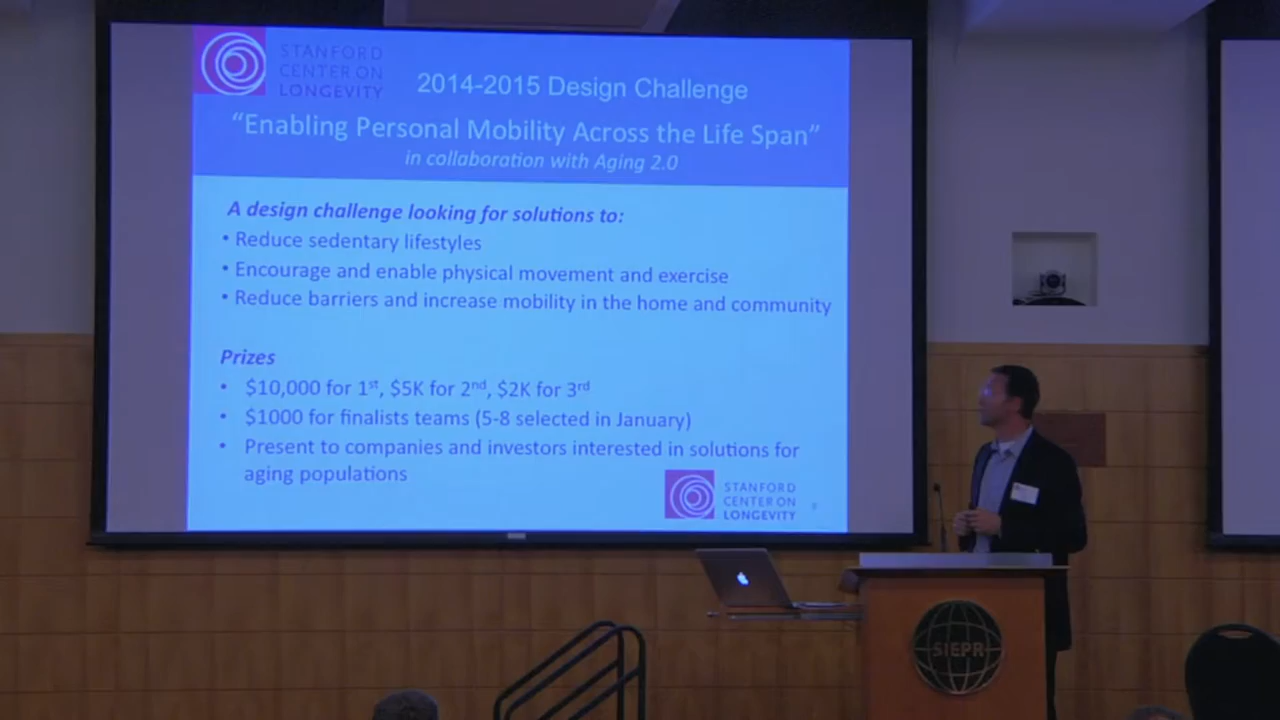 STANFORD
CENTER ON
LONGEVITY
2014-2015 Design Challenge
“Enabling Personal Mobility Across the Life Span”
in collaboration with Aging 2.0
A design challenge looking for solutions to:
• Reduce sedentary lifestyles
• Encourage and enable physical movement and exercise
• Reduce barriers and increase mobility in the home and community
Prizes
• $10,000 for 1st, $5K for 2nd, $2K for 3rd
• $1000 for finalists teams (5-8 selected in January)
• Present to companies and investors interested in solutions for
aging populations
STANFORD
CENTER ON
LONGEVITY
SIEPR